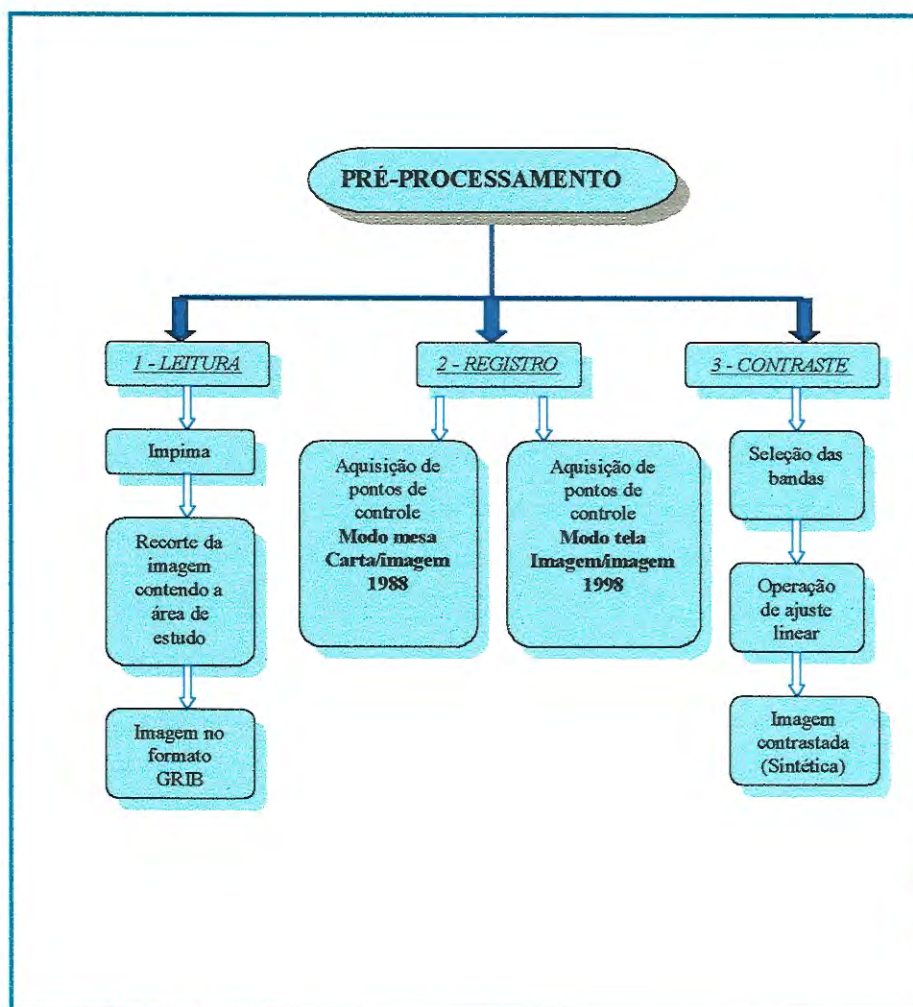 PRÉ-PROCESSAMENTO
1 - LEITURA
Impima
Recorte da
imagem
contendo a
área de
estudo
Imagem no
formato
GRIB
2 - REGISTRO
Aquisição de
pontos de
controle
Modo mesa
Carta/imagem
1988
Aquisição de
pontos de
controle
Modo tela
Imagem/imagem
1998
3 - CONTRASTE
Seleção das
bandas
Operação
de ajuste
linear
Imagem
contrastada
(Sintética)